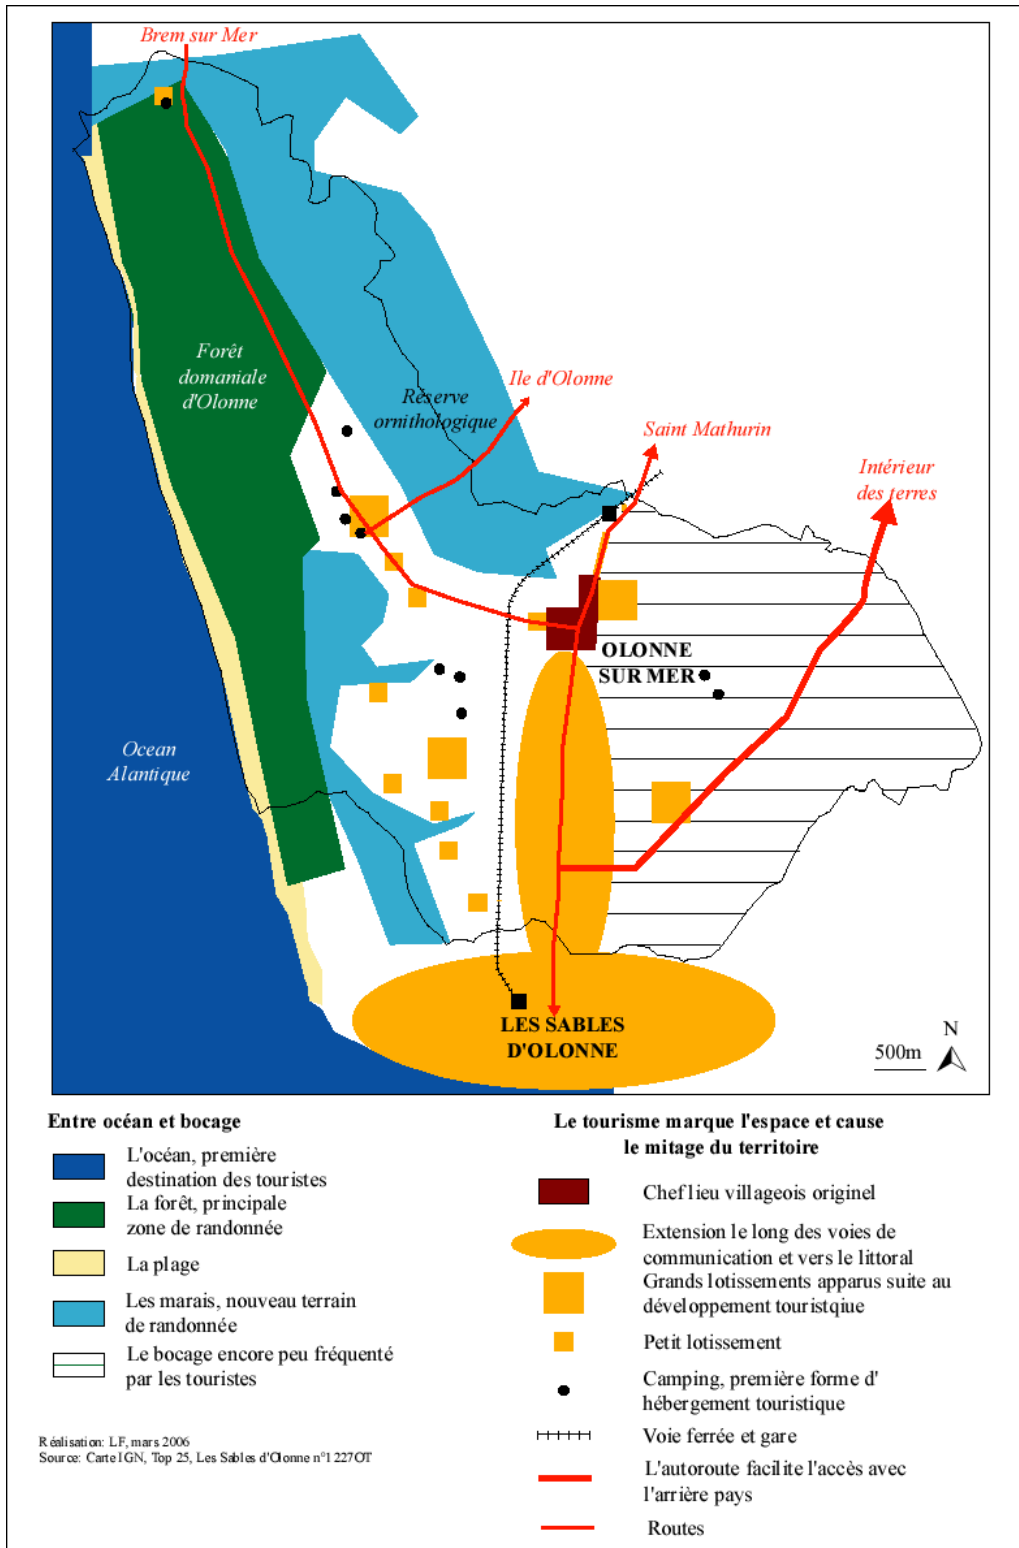 Brem sur Mer
Forêt
domaniale
d'Olonne
Réserve
ornithologique
Ile d'Olonne
Saint Mathurin
Intérieur
des terres
OLONNE
SUR MER
Ocean
Alantique
LES SABLES
D'OLONNE
500m
N
Entre océan et bocage
L'océan, première
destination des touristes
La forêt, principale
zone de randonnée
La plage
Les marais, nouveau terrain
de randonnée
Le bocage encore peu fréquenté
par les touristes
Réalisation: LF, mars 2006
Source: Carte IGN, Top 25, Les Sables d'Olonne n°1227OT
Le tourisme marque l'espace et cause
le mitage du territoire
Chef lieu villageois originel
Extension le long des voies de
communication et vers le littoral
Grands lotissements apparus suite au
développement touristqiue
Petit lotissement
Camping, première forme d'
hébergement touristique
Voie ferrée et gare
L'autoroute facilite l'accès avec
l'arrière pays
Routes